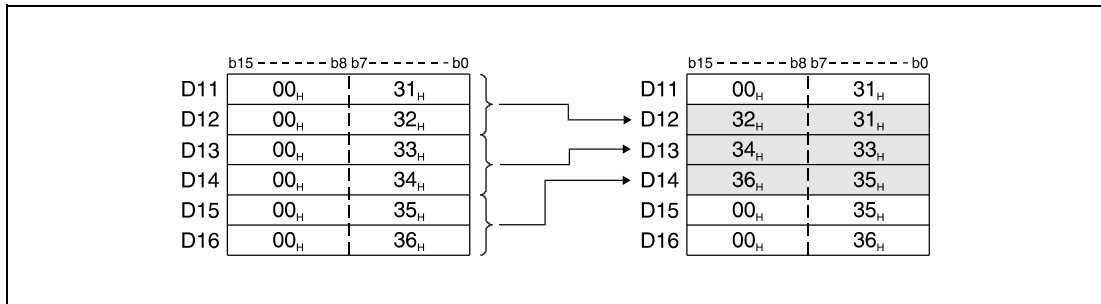 b15 - - - - - - - b8 b7- - - - - - - b0 b15 - - - - - - - b8 b7- - - - - - - b0
D11 00H 31H D11 00H 31H
D12 00H 32H D12 32H 31H
D13 00H 33H D13 34H 33H
D14 00H 34H D14 36H 35H
D15 00H 35H D15 00H 35H
D16 00H 36H D16 00H 36H